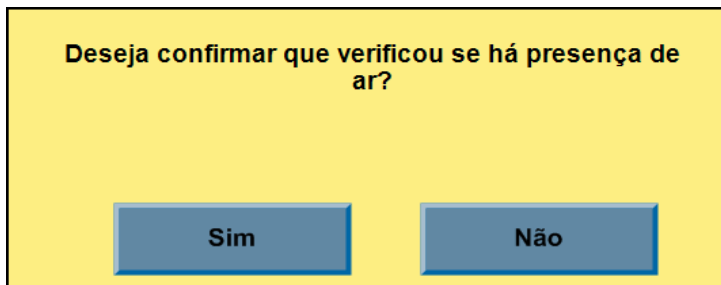 Deseja confirmar que verificou se há presença de
ar?
Sim
Não